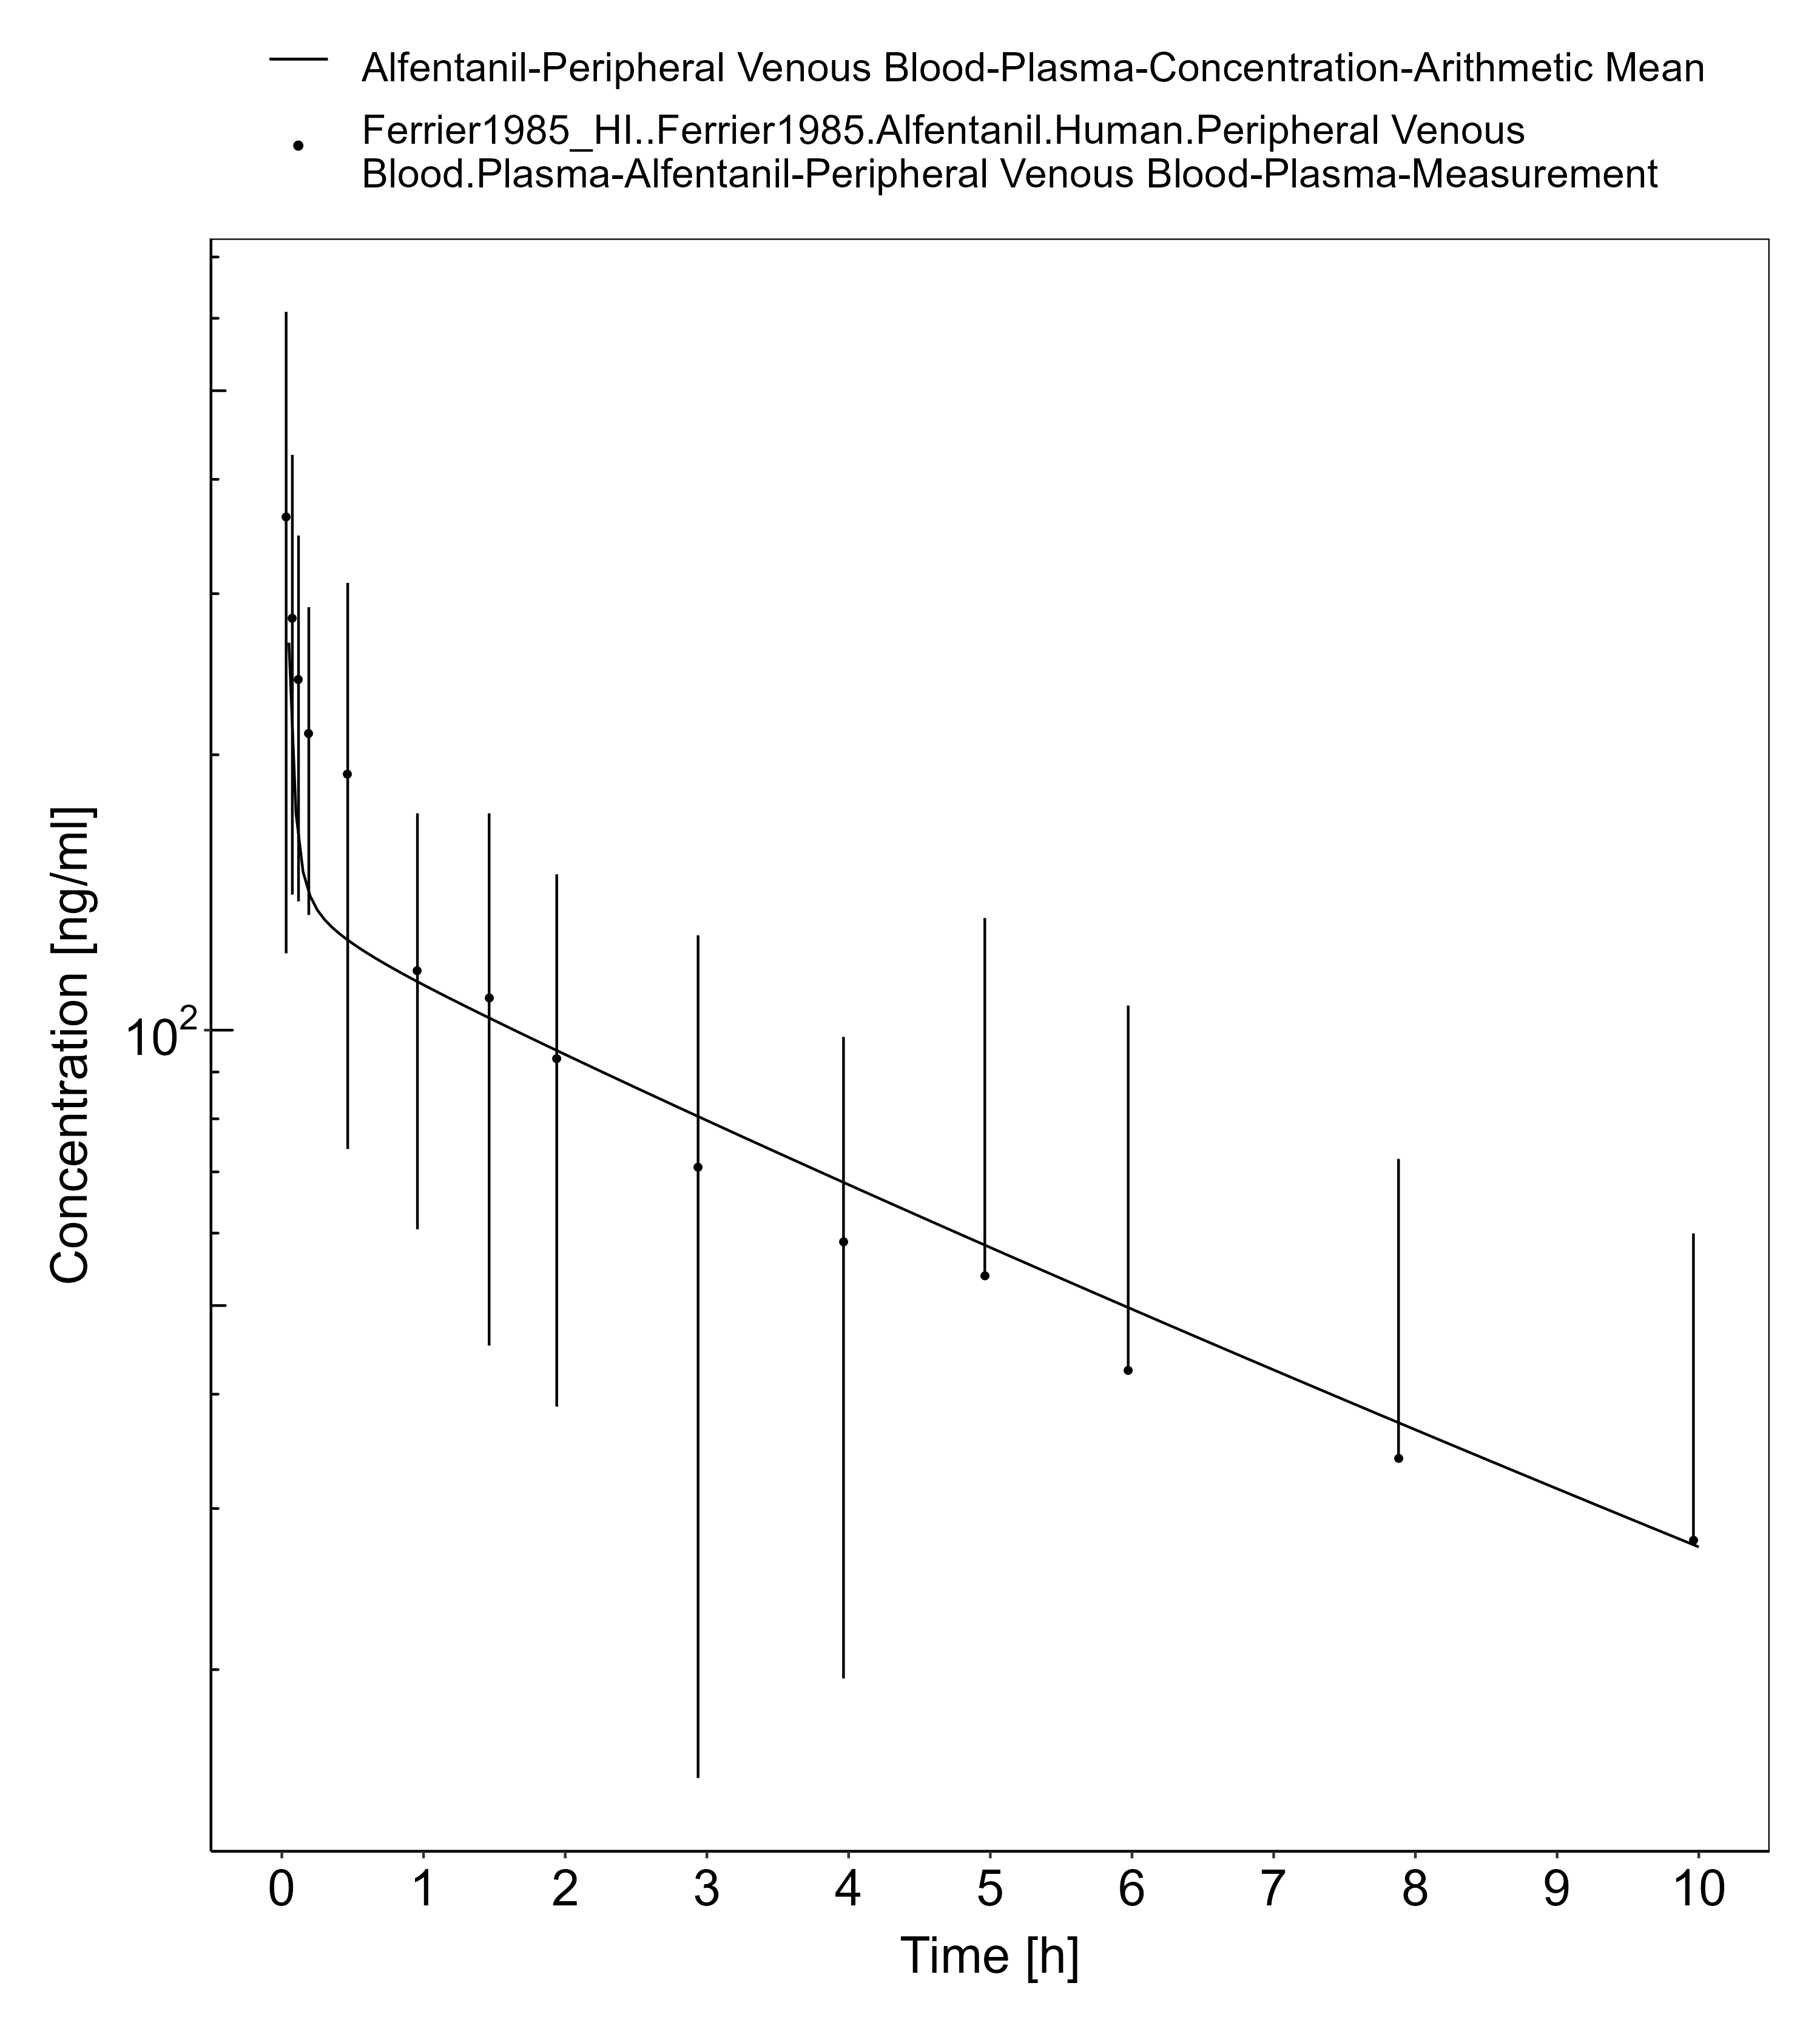 Alfentanil-Peripheral Venous Blood-Plasma-Concentration-Arithmetic Mean
Ferrier1985_HI..Ferrier1985.Alfentanil.Human.Peripheral Venous
Blood.Plasma-Alfentanil-Peripheral Venous Blood-Plasma-Measurement
Concentration [ng/ml]
10²
0 1 2 3 4 5 6 7 8 9 10
Time [h]